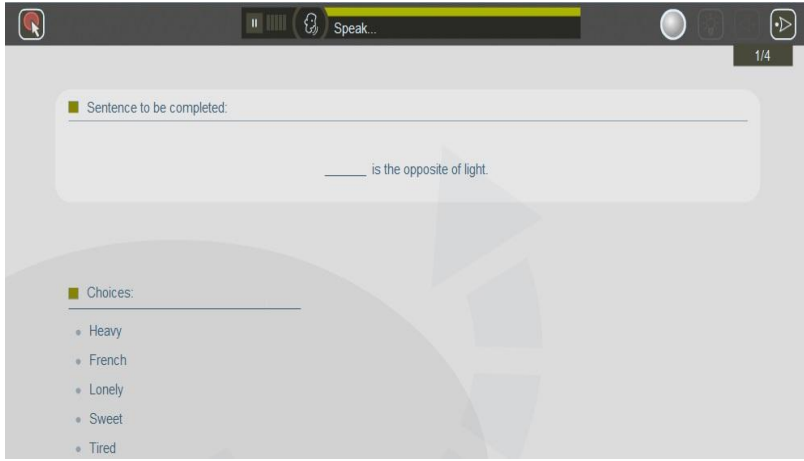 Speak...
1/4
Sentence to be completed:
______ is the opposite of light.
Choices:
Heavy
French
Lonely
Sweet
Tired